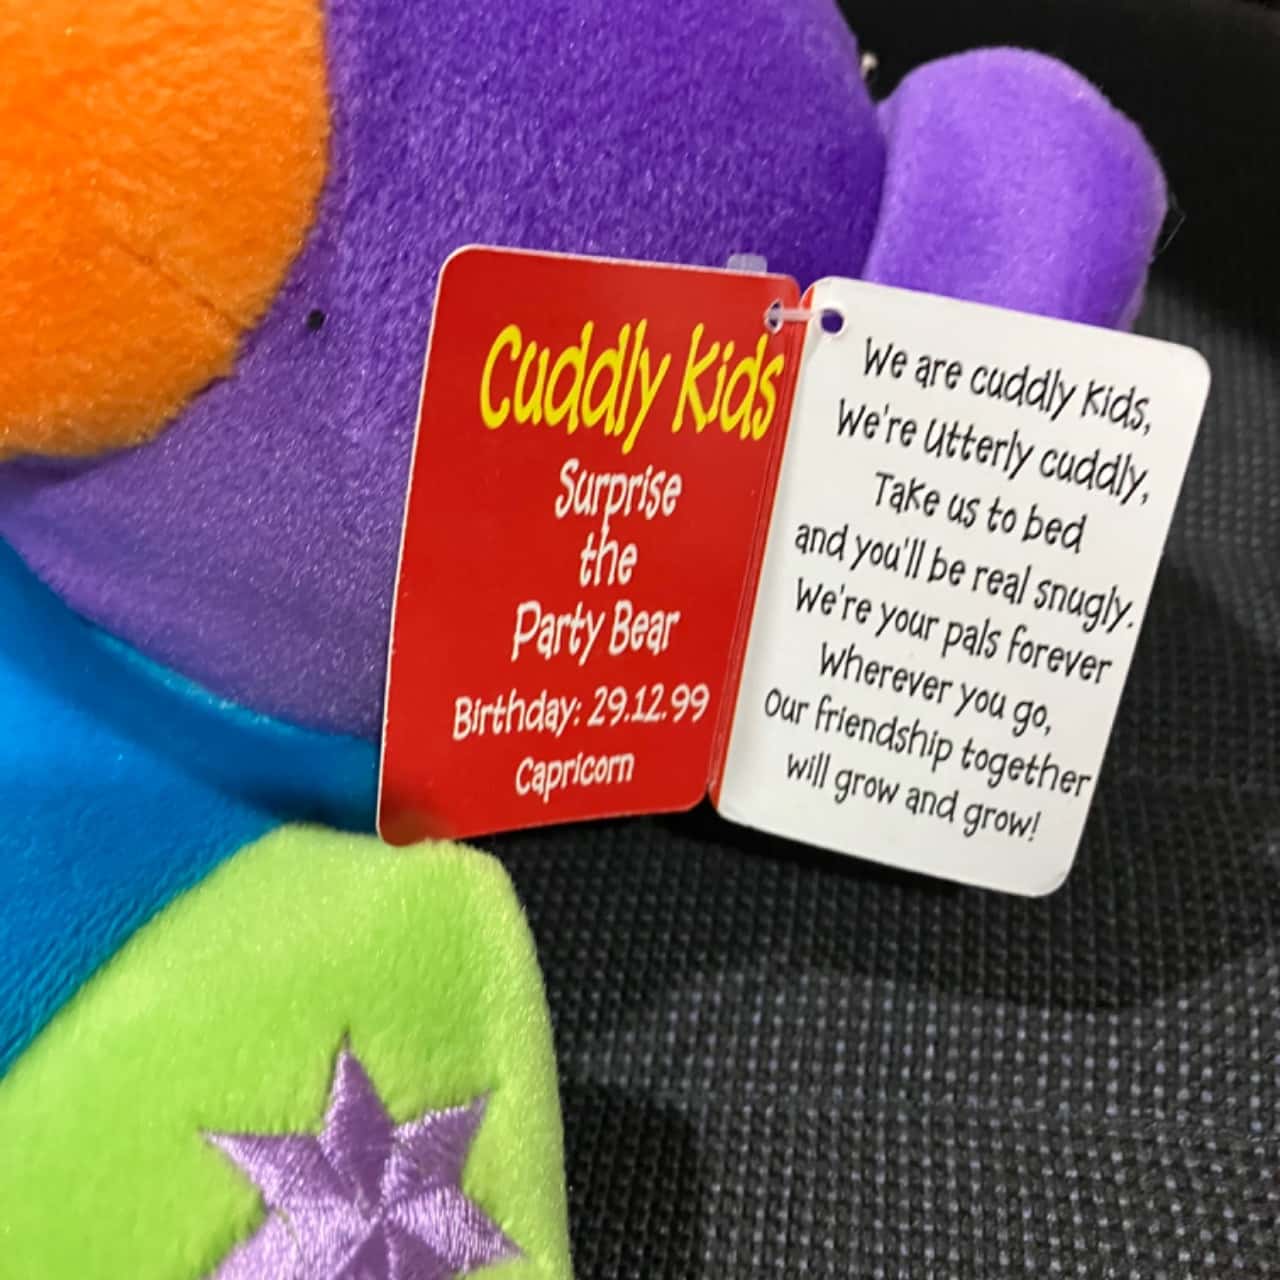 Cuddly Kids
Surprise
the
Party Bear
Birthday: 29.12.99
Capricorn
We are cuddly Kids,
We're Utterly cuddly,
Take us to bed
and you'll be real snugly.
We're your pals forever
Wherever you go,
Our friendship together
will grow and grow!